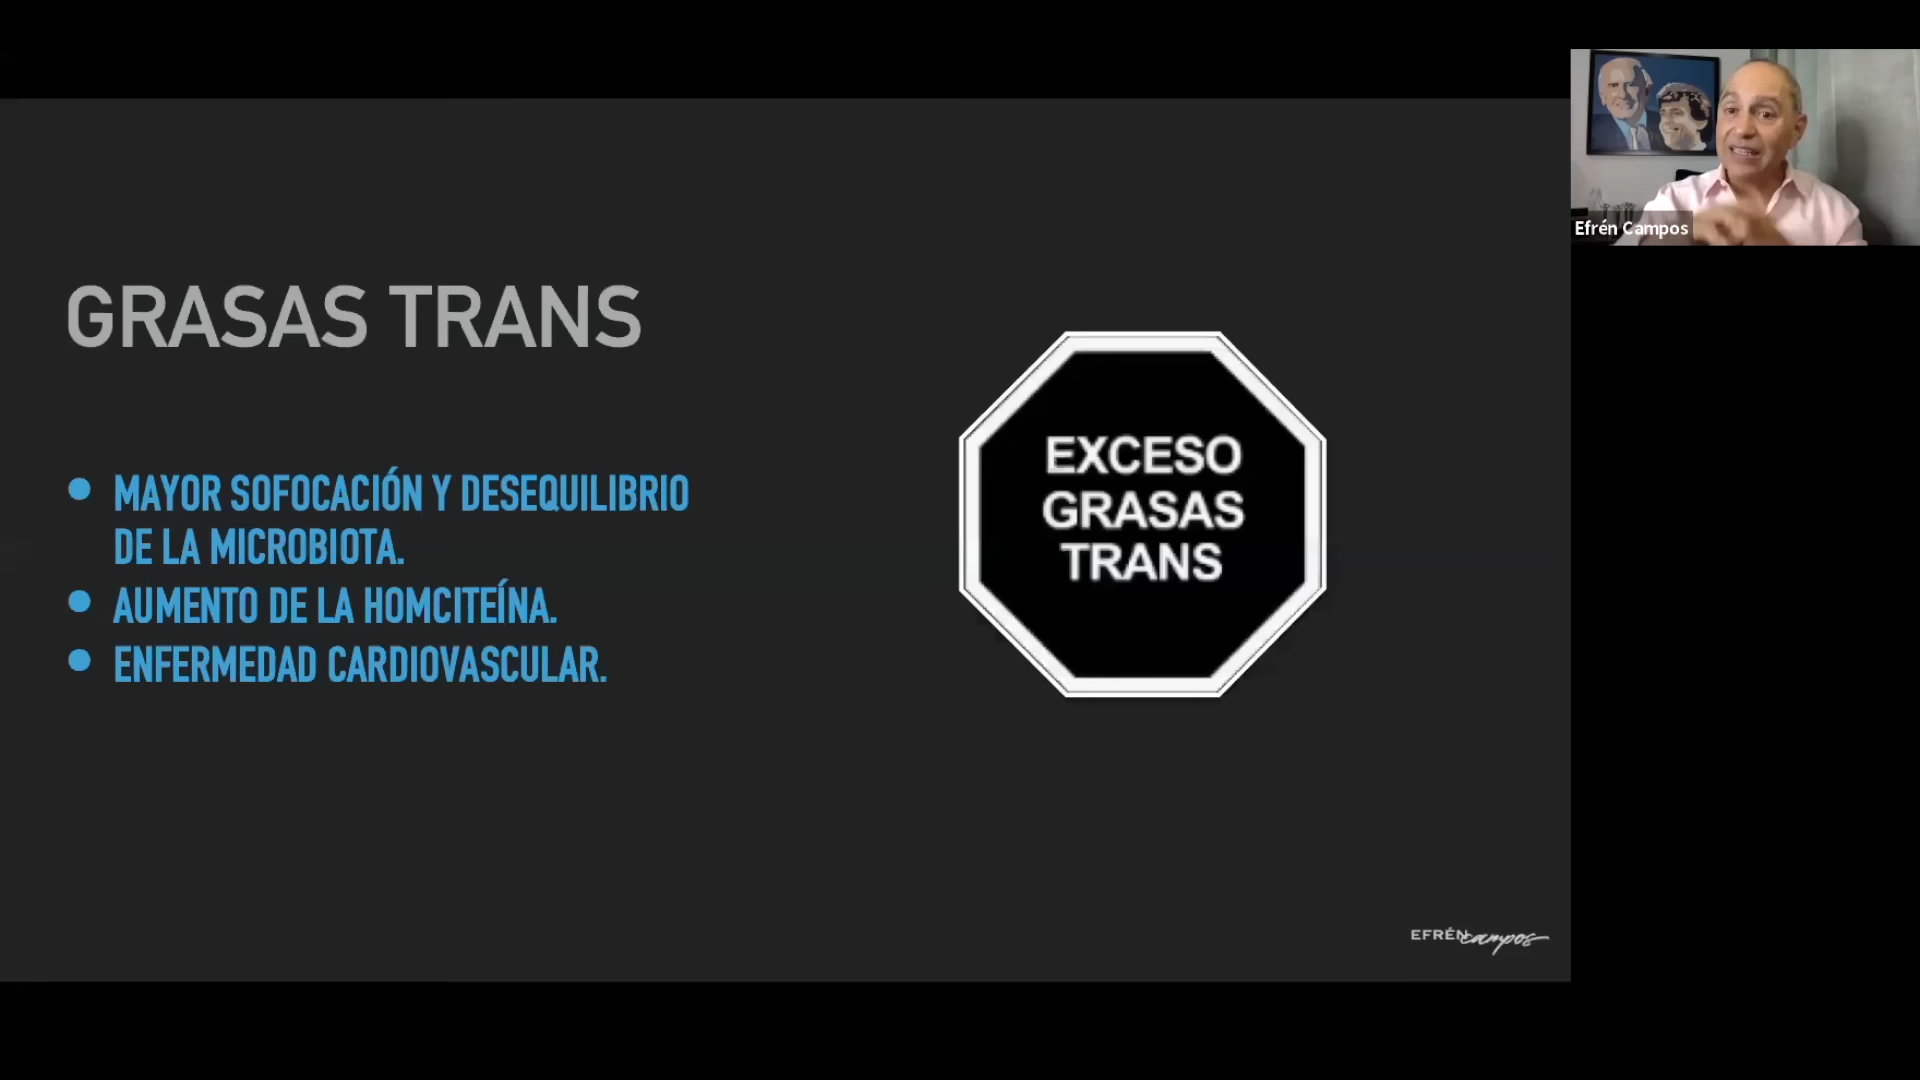 Efrén Campos
GRASAS TRANS
MAYOR SOFOCACIÓN Y DESEQUILIBRIO
DE LA MICROBIOTA.
AUMENTO DE LA HOMCITEÍNA.
ENFERMEDAD CARDIOVASCULAR.
EXCESO
GRASAS
TRANS
EFRÉN campos